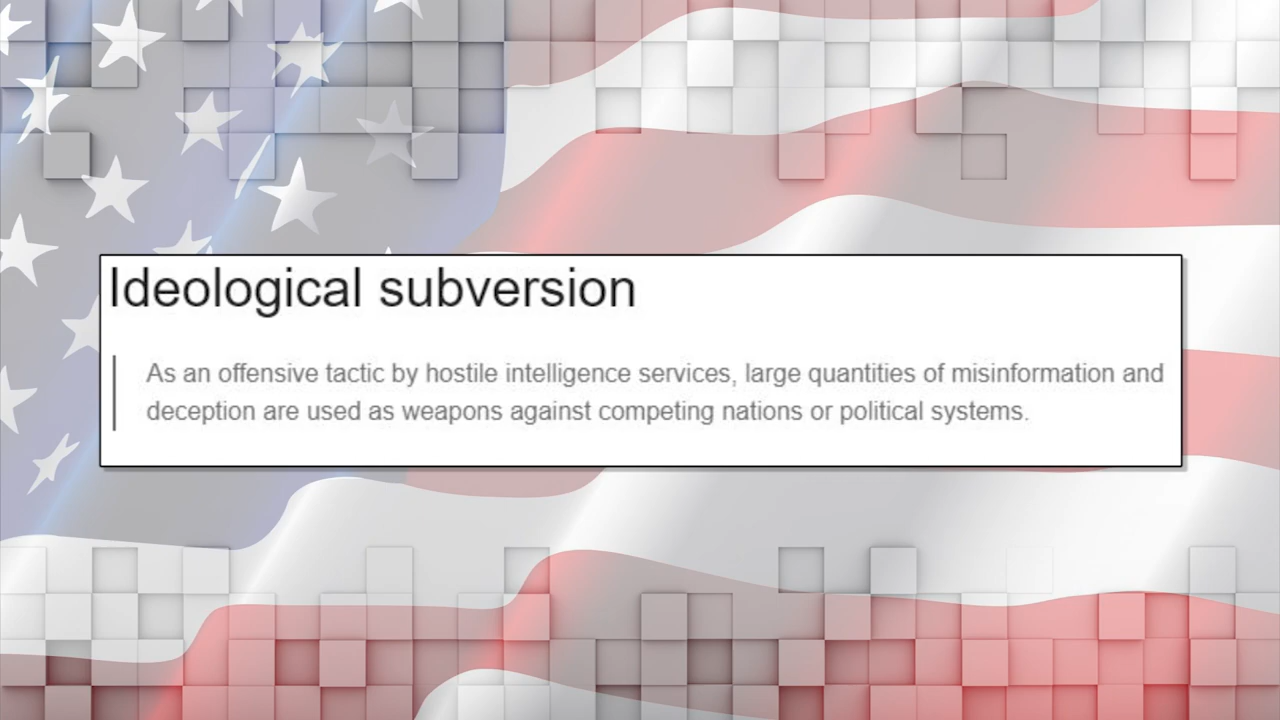 Ideological subversion
As an offensive tactic by hostile intelligence services, large quantities of misinformation and
deception are used as weapons against competing nations or political systems.